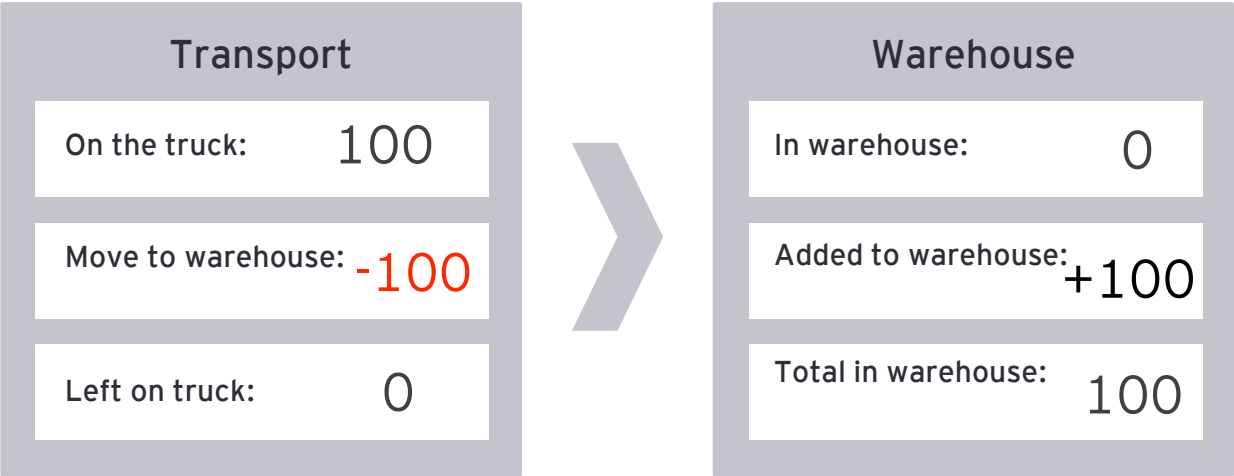 Transport
On the truck: 100
Move to warehouse: -100
Left on truck: 0
Warehouse
In warehouse: 0
Added to warehouse: +100
Total in warehouse: 100